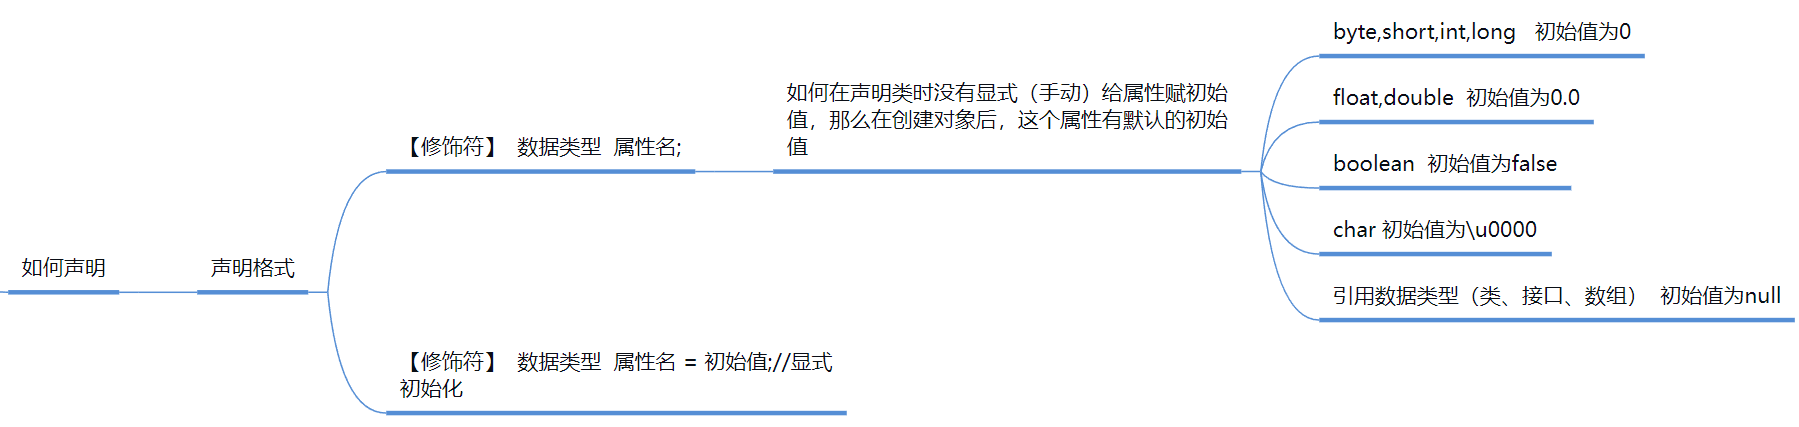 如何声明
声明格式
【修饰符】 数据类型 属性名;
如何在声明类时没有显式（手动）给属性赋初始
值，那么在创建对象后，这个属性有默认的初始
值
byte,short,int,long 初始值为0
float,double 初始值为0.0
boolean 初始值为false
char 初始值为\u0000
引用数据类型（类、接口、数组） 初始值为null
【修饰符】 数据类型 属性名 = 初始值;//显式
初始化